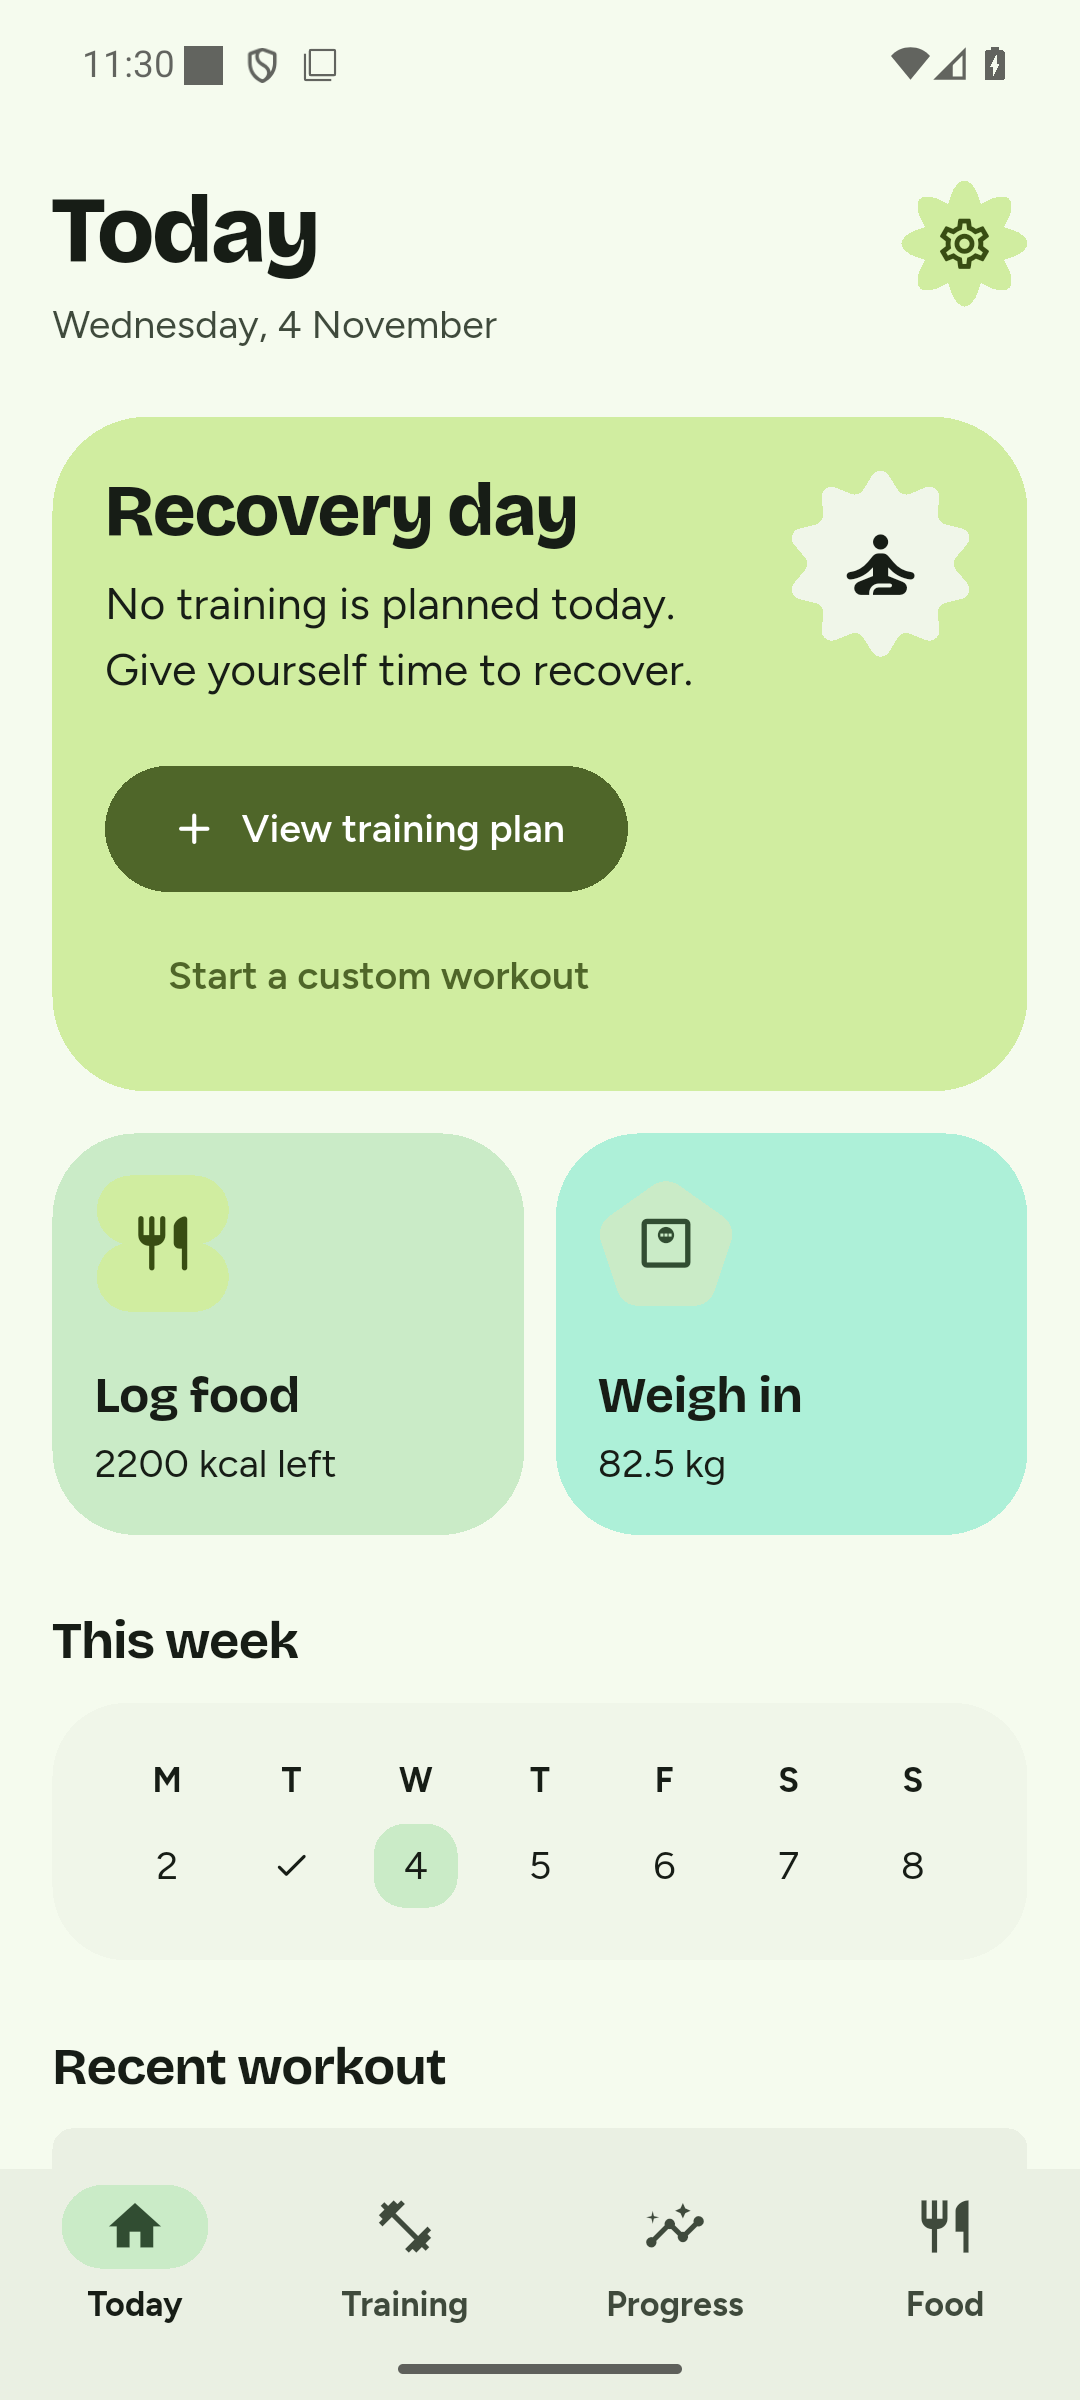 11:30
Today
Wednesday, 4 November
Recovery day
No training is planned today.
Give yourself time to recover.
View training plan
Start a custom workout
Log food
2200 kcal left
Weigh in
82.5 kg
This week
M T W T F S S
2 4 5 6 7 8
Recent workout
Today Training Progress Food